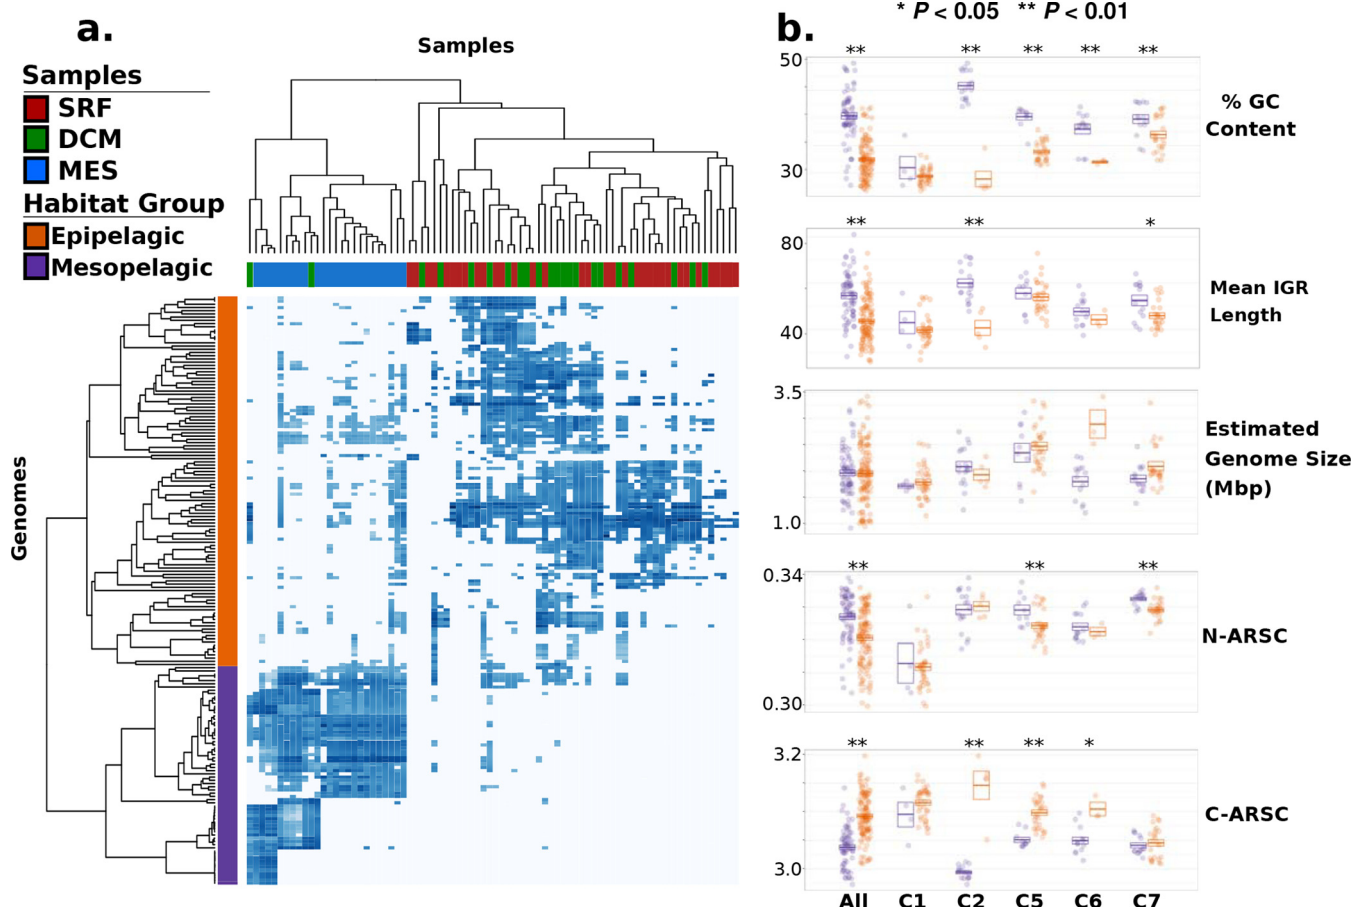 a.
Samples
Samples
SRF
DCM
MES
Habitat Group
Epipelagic
Mesopelagic
Genomes
b.
* P < 0.05 ** P < 0.01
** ** ** ** **
50
30
% GC
Content
** ** *
80
40
Mean IGR
Length
3.5
1.0
Estimated
Genome Size
(Mbp)
** ** **
0.34
0.30
N-ARSC
** ** ** *
3.2
3.0
C-ARSC
All C1 C2 C5 C6 C7